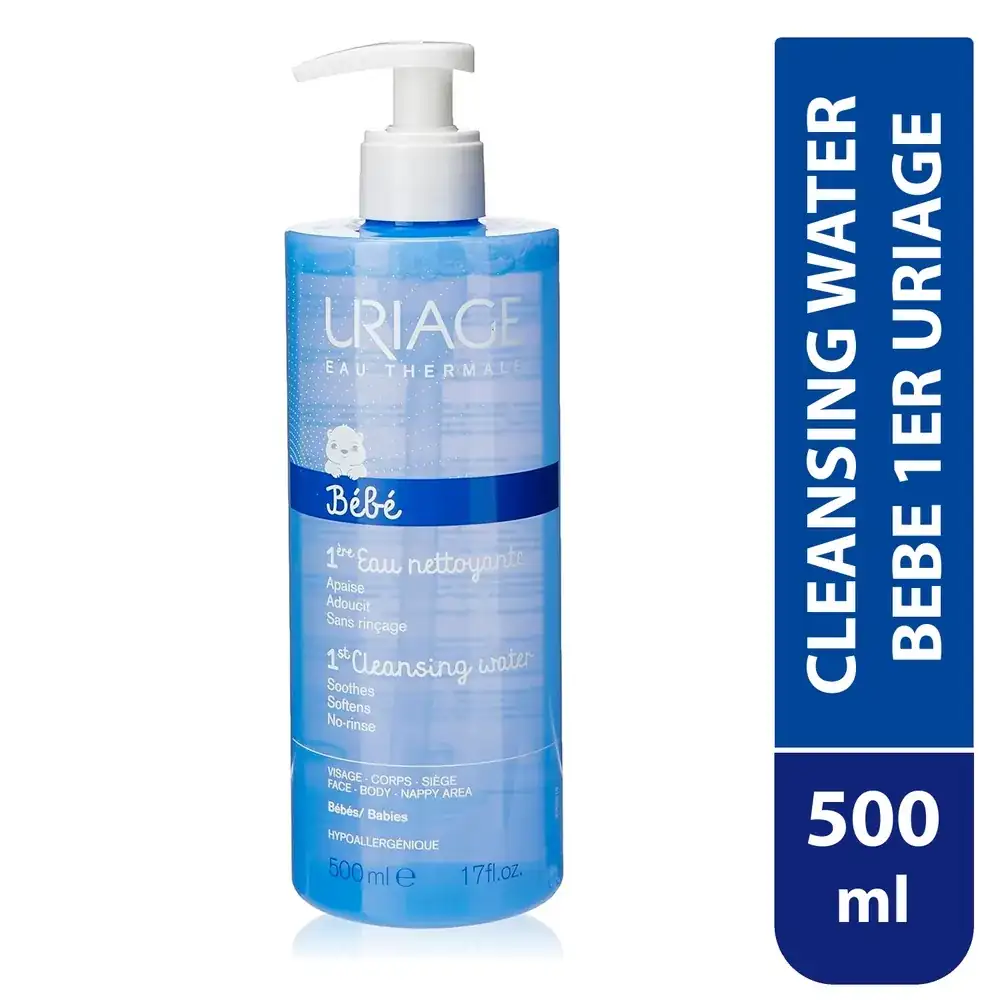 URIAGE
EAU THERMALE
Bébé
1ère Eau nettoyante
Apaise
Adoucit
Sans rinçage
1st Cleansing water
Soothes
Softens
No-rinse
VISAGE - CORPS - SIÈGE
FACE - BODY - NAPPY AREA
Bébés/ Babies
HYPOALLERGÉNIQUE
500 ml e 17fl.oz.
CLEANSING WATER
BEBE 1ER URIAGE
500
ml